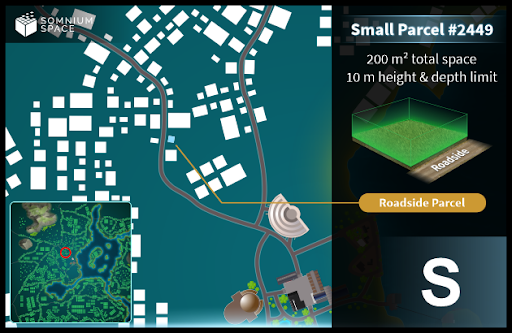 SOMNIUM
SPACE
Small Parcel #2449
200 m² total space
10 m height & depth limit
Roadside
Roadside Parcel
S